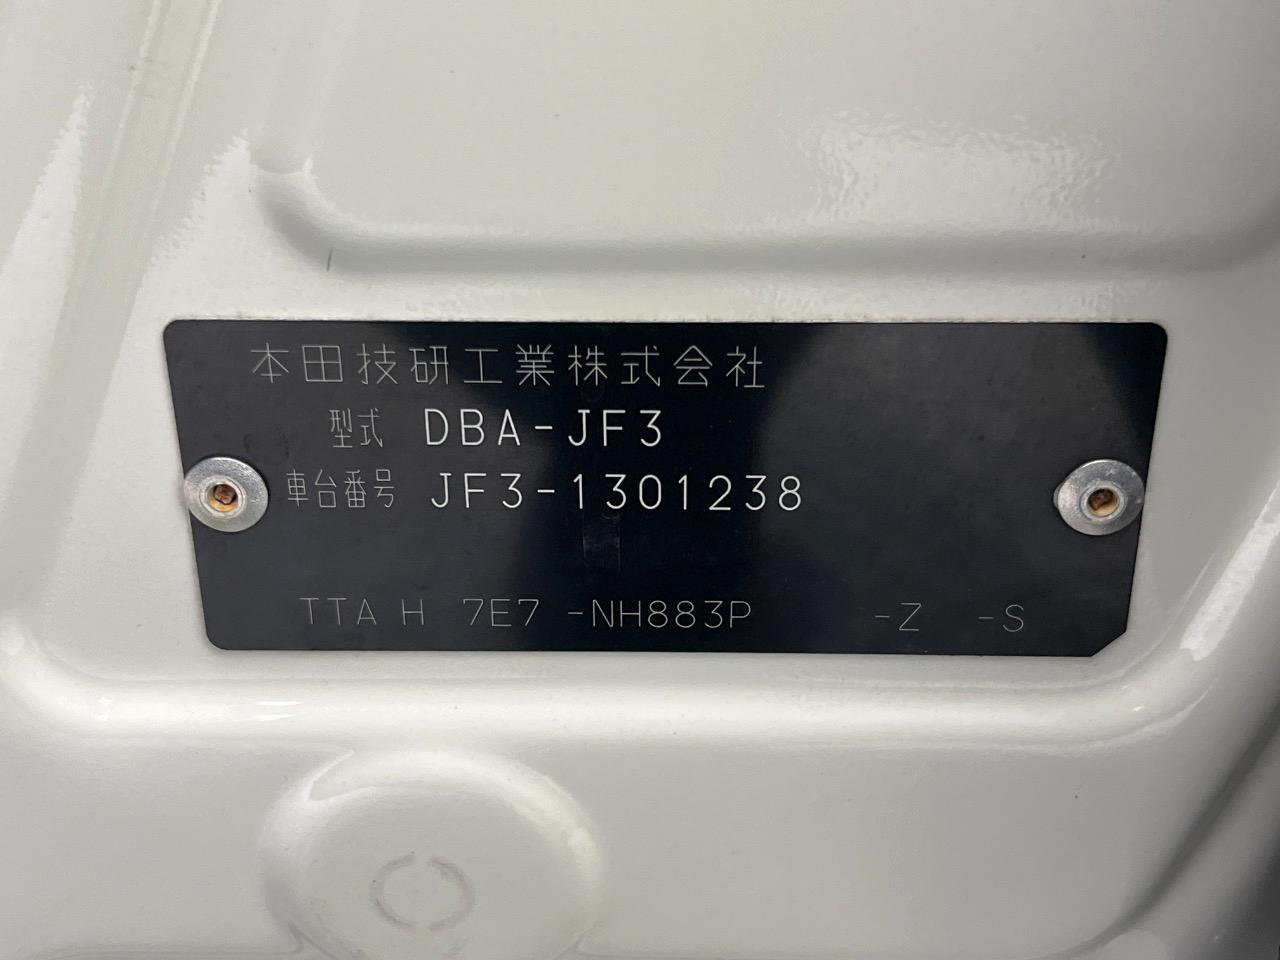 本田技研工業株式会社
型式 DBA-JF3
車台番号 JF3-1301238
TTA H 7E7 -NH883P -Z -S